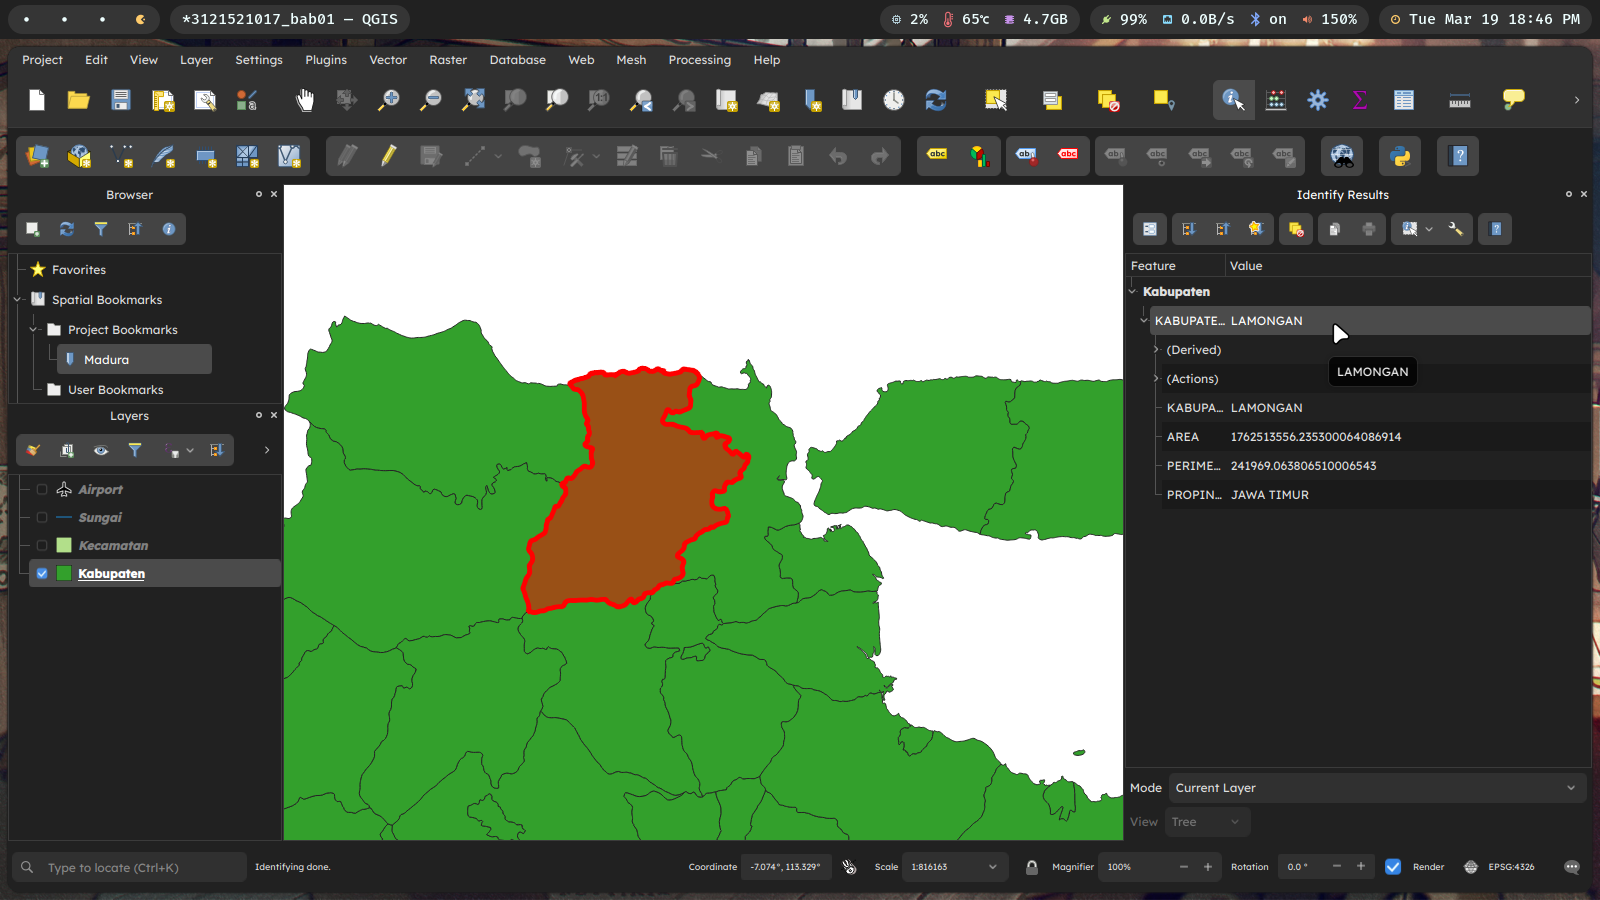 *3121521017_bab01 — QGIS
2%
65℃
4.7GB
99%
0.0B/s
on
150%
Tue Mar 19 18:46 PM
Project Edit View Layer Settings Plugins Vector Raster Database Web Mesh Processing Help
abc
abc
abc
Browser
Favorites
Spatial Bookmarks
Project Bookmarks
Madura
User Bookmarks
Layers
Airport
Sungai
Kecamatan
Kabupaten
Identify Results
Feature Value
Kabupaten
KABUPATE... LAMONGAN
(Derived)
(Actions)
LAMONGAN
KABUPA... LAMONGAN
AREA 1762513556.235300064086914
PERIME... 241969.063806510006543
PROPIN... JAWA TIMUR
Mode Current Layer
View Tree
Type to locate (Ctrl+K)
Identifying done.
Coordinate -7.074°, 113.329°
Scale 1:816163
Magnifier 100%
Rotation 0.0 °
Render
EPSG:4326